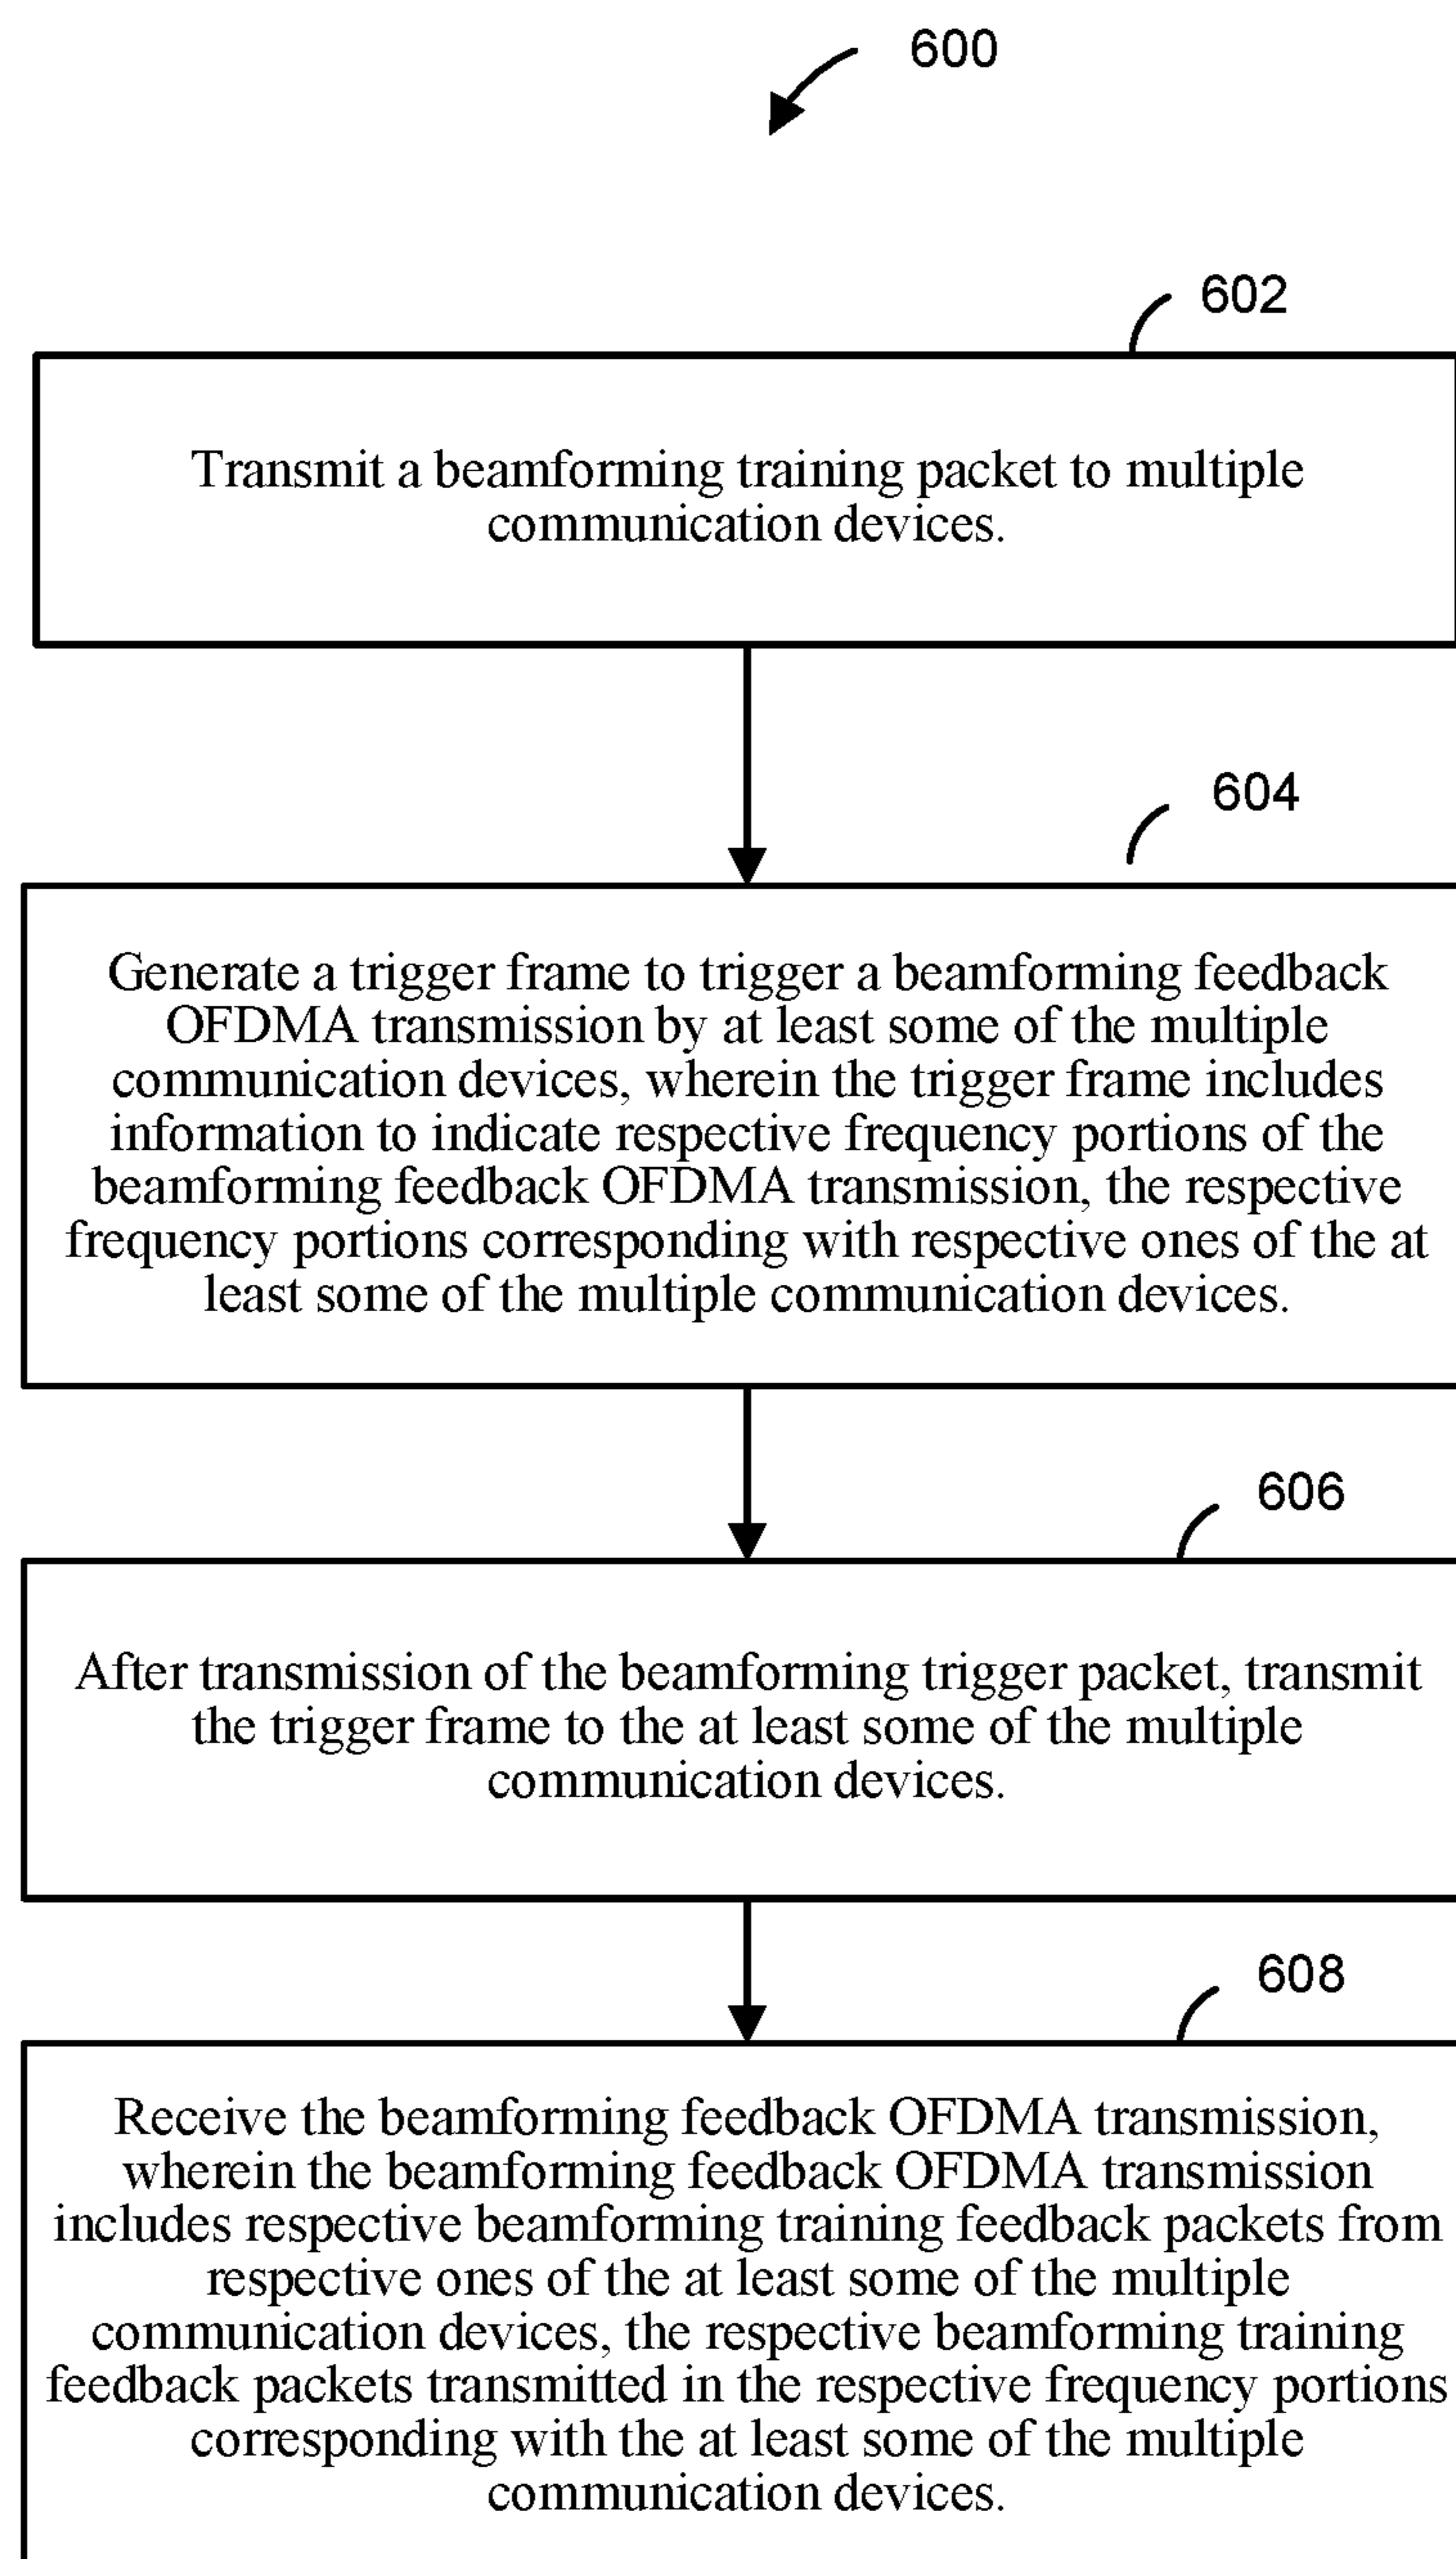 600
602
Transmit a beamforming training packet to multiple
communication devices.
604
Generate a trigger frame to trigger a beamforming feedback
OFDMA transmission by at least some of the multiple
communication devices, wherein the trigger frame includes
information to indicate respective frequency portions of the
beamforming feedback OFDMA transmission, the respective
frequency portions corresponding with respective ones of the at
least some of the multiple communication devices.
606
After transmission of the beamforming trigger packet, transmit
the trigger frame to the at least some of the multiple
communication devices.
608
Receive the beamforming feedback OFDMA transmission,
wherein the beamforming feedback OFDMA transmission
includes respective beamforming training feedback packets from
respective ones of the at least some of the multiple
communication devices, the respective beamforming training
feedback packets transmitted in the respective frequency portions
corresponding with the at least some of the multiple
communication devices.